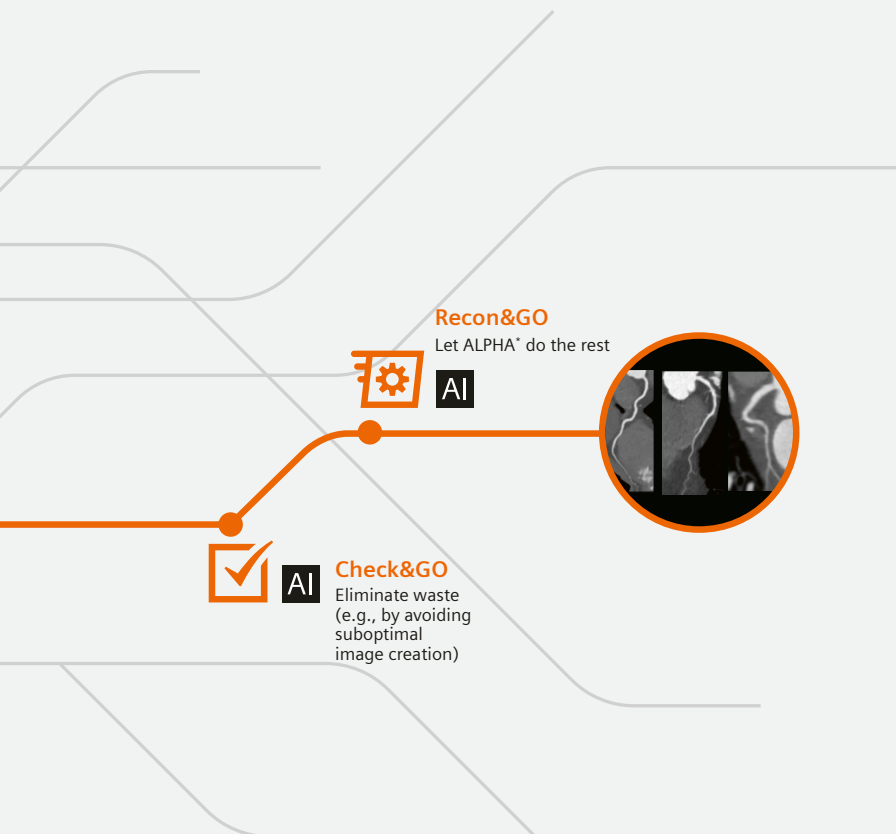 Recon&GO
Let ALPHA* do the rest
AI
AI
Check&GO
Eliminate waste
(e.g., by avoiding
suboptimal
image creation)